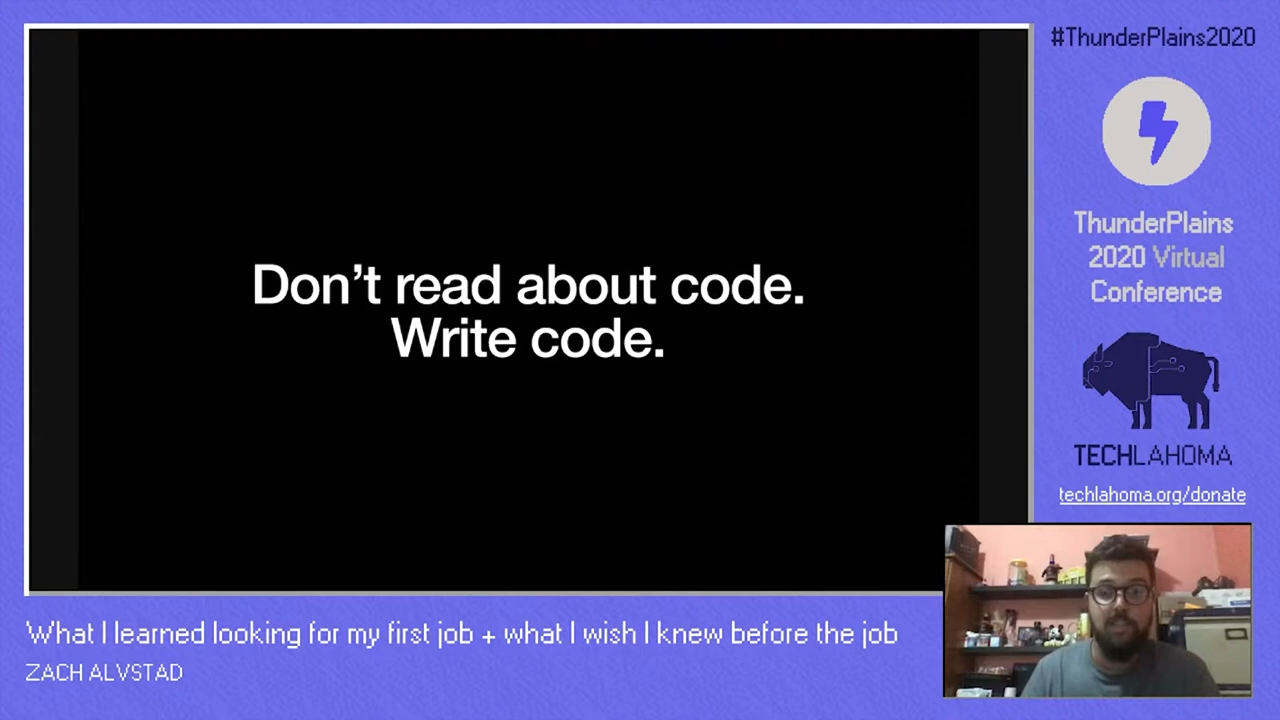 Don’t read about code.
Write code.
#ThunderPlains2020
ThunderPlains
2020 Virtual
Conference
TECHLAHOMA
techlahoma.org/donate
What I learned looking for my first job + what I wish I knew before the job
ZACH ALVSTAD